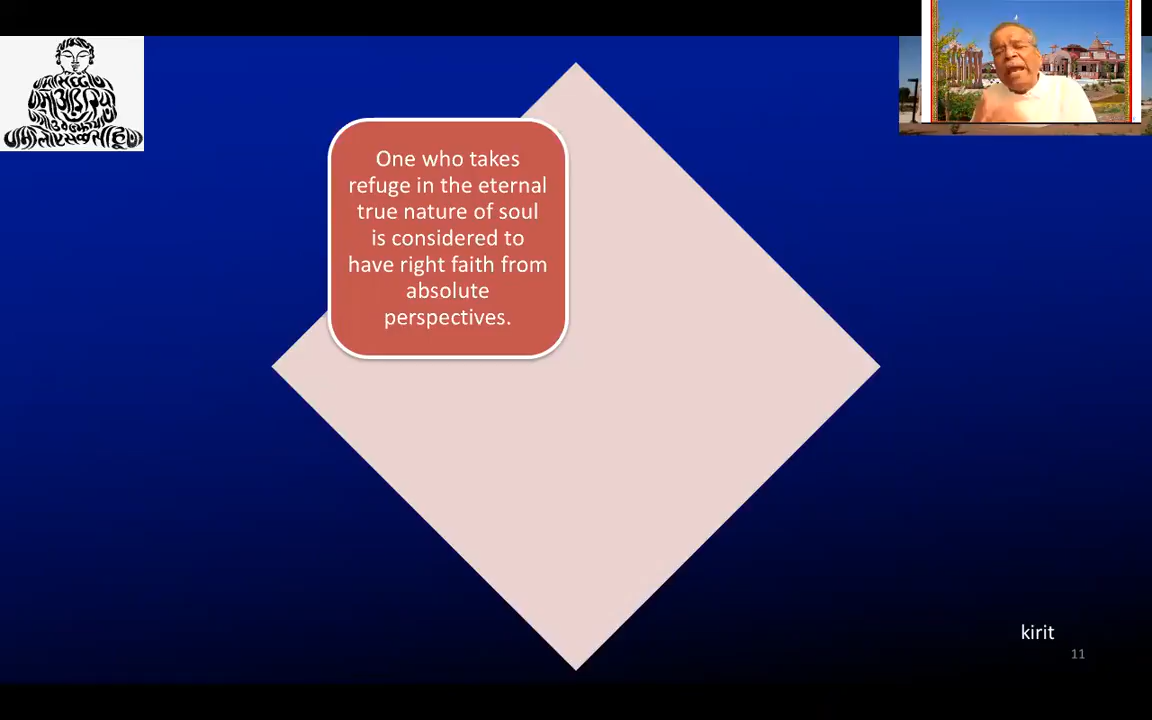 One who takes
refuge in the eternal
true nature of soul
is considered to
have right faith from
absolute
perspectives.
kirit
11